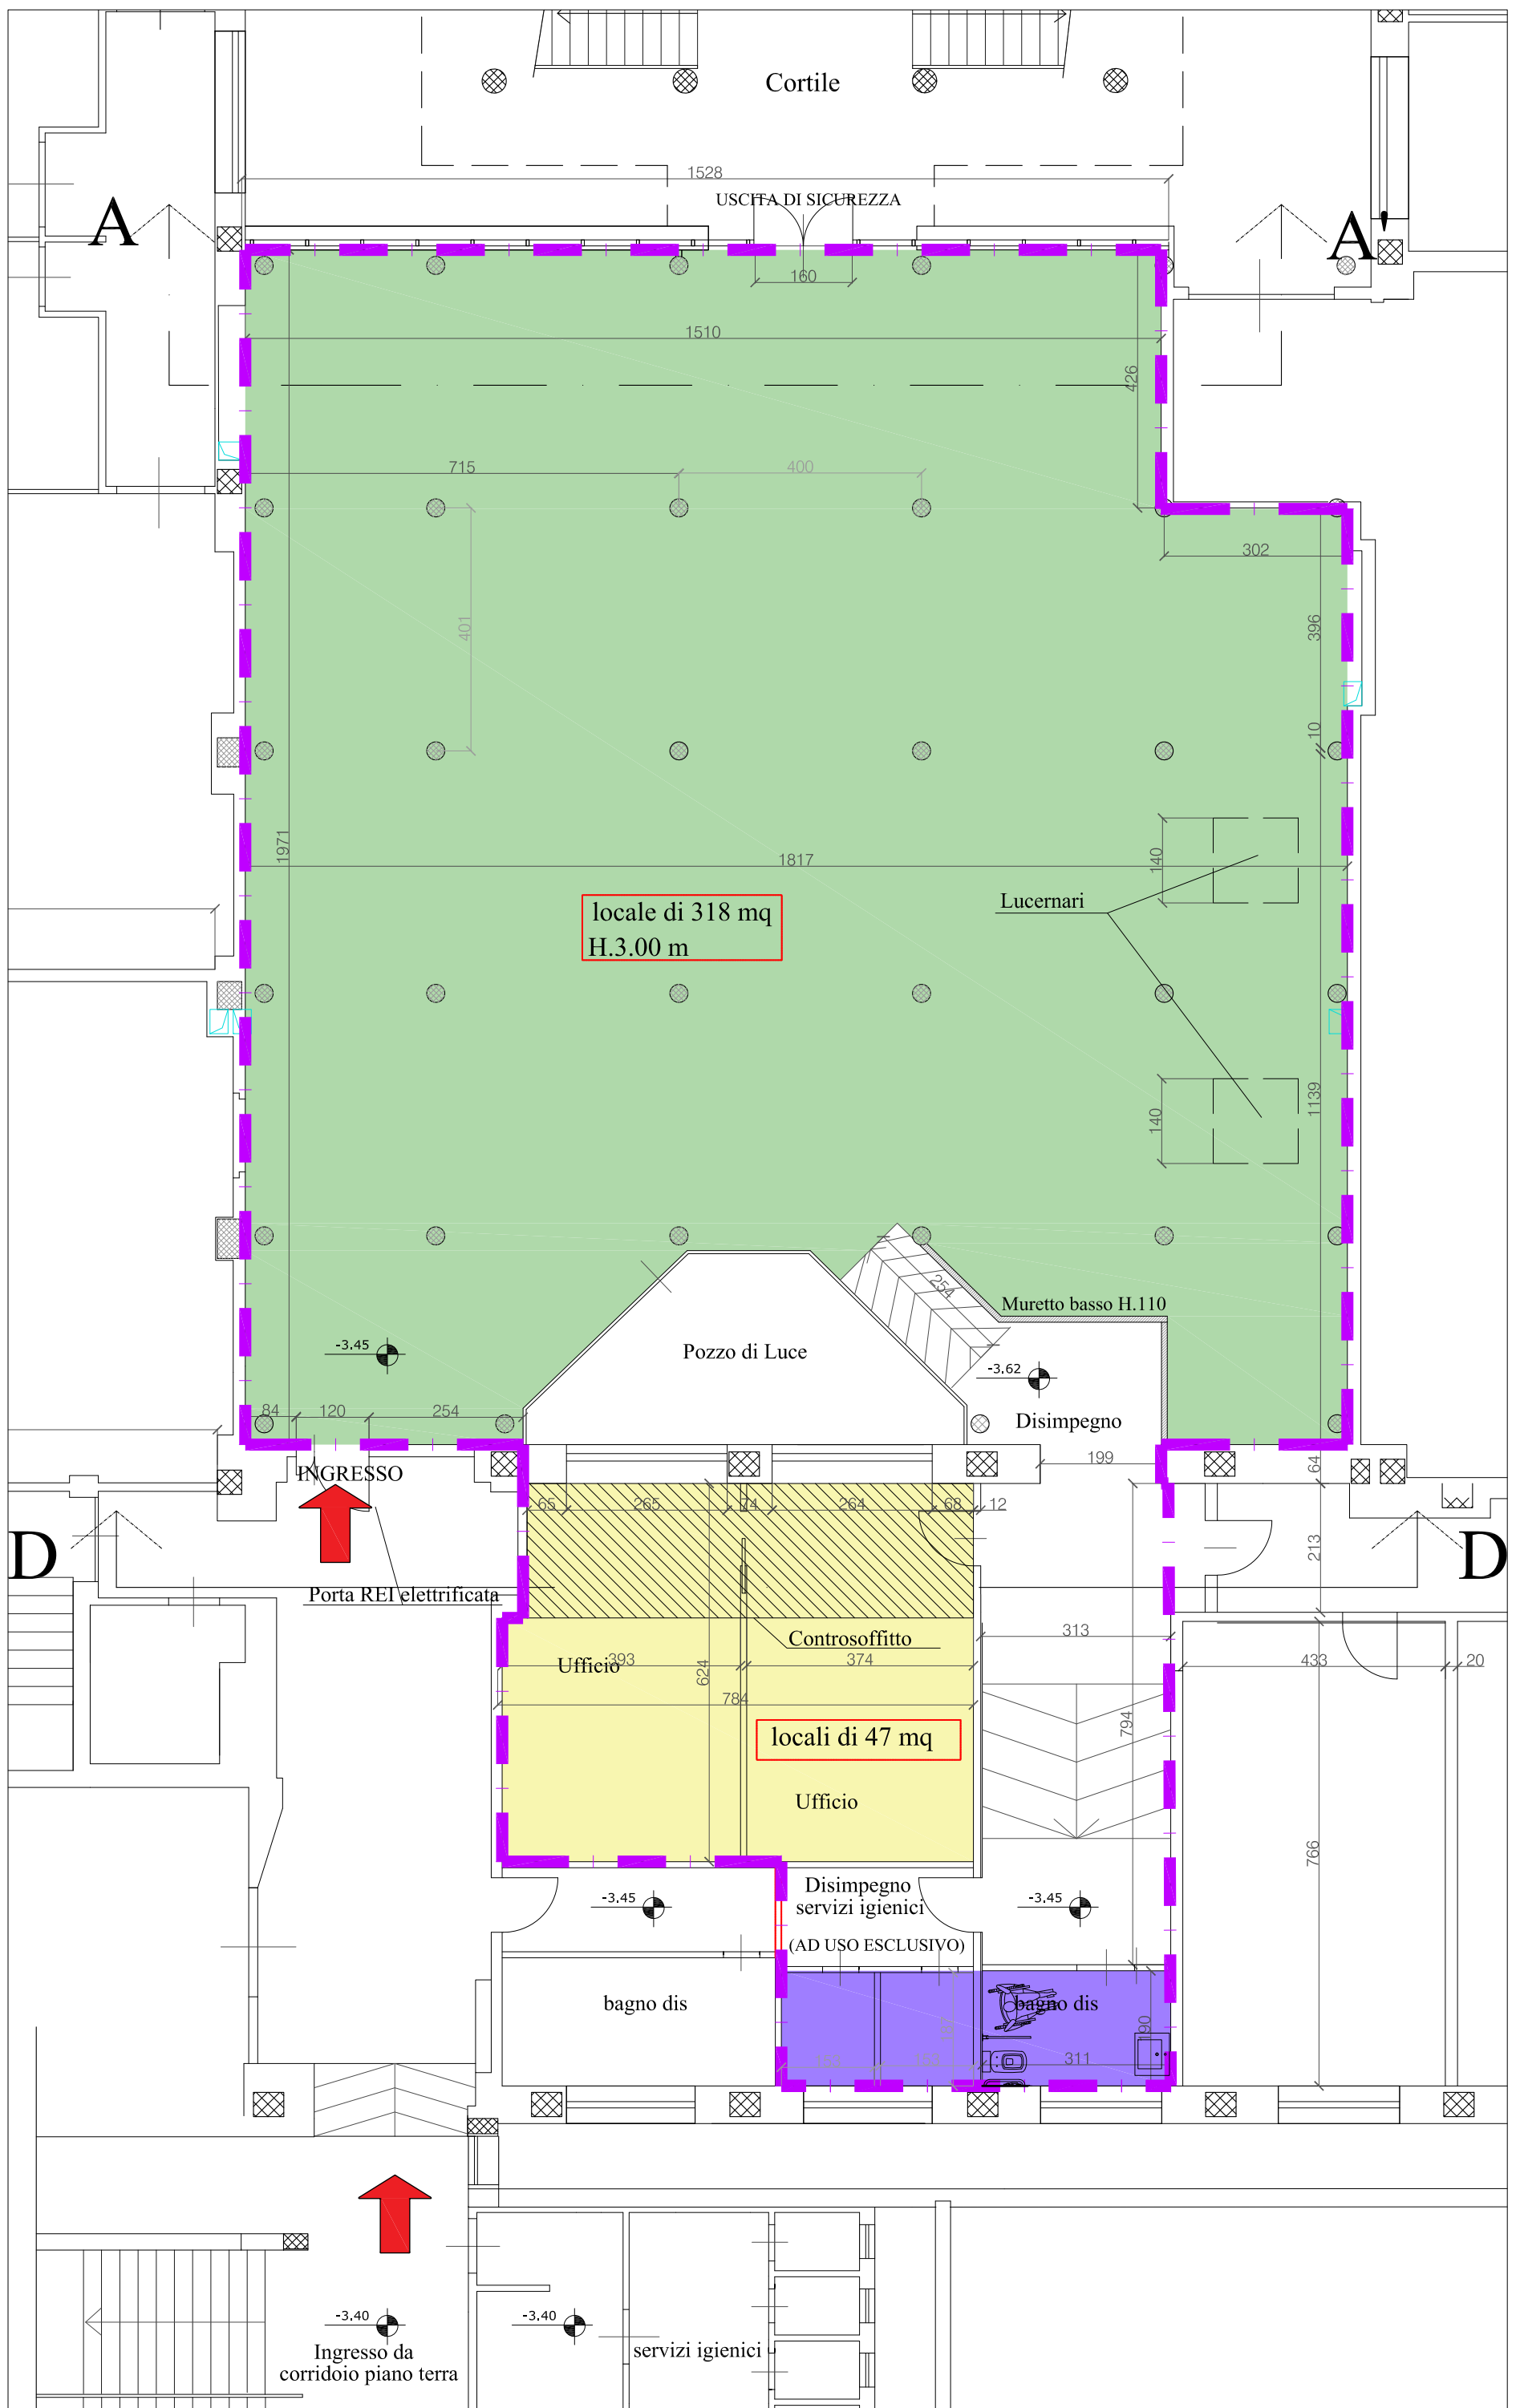 Cortile
1528
USCITA DI SICUREZZA
A
A
160
1510
426
715
400
302
401
396
10
1971
1817
140
locale di 318 mq
H.3.00 m
Lucernari
140
1139
254
Muretto basso H.110
-3,45
Pozzo di Luce
-3,62
84
120
254
Disimpegno
INGRESSO
199
64
65
265
74
264
68
12
D
213
D
Porta REI elettrificata
Controsoffitto
313
Ufficio
393
374
624
433
20
784
794
locali di 47 mq
Ufficio
766
Disimpegno
servizi igienici
-3,45
-3,45
(AD USO ESCLUSIVO)
bagno dis
bagno dis
190
311
-3,40
-3,40
Ingresso da
corridoio piano terra
servizi igienici